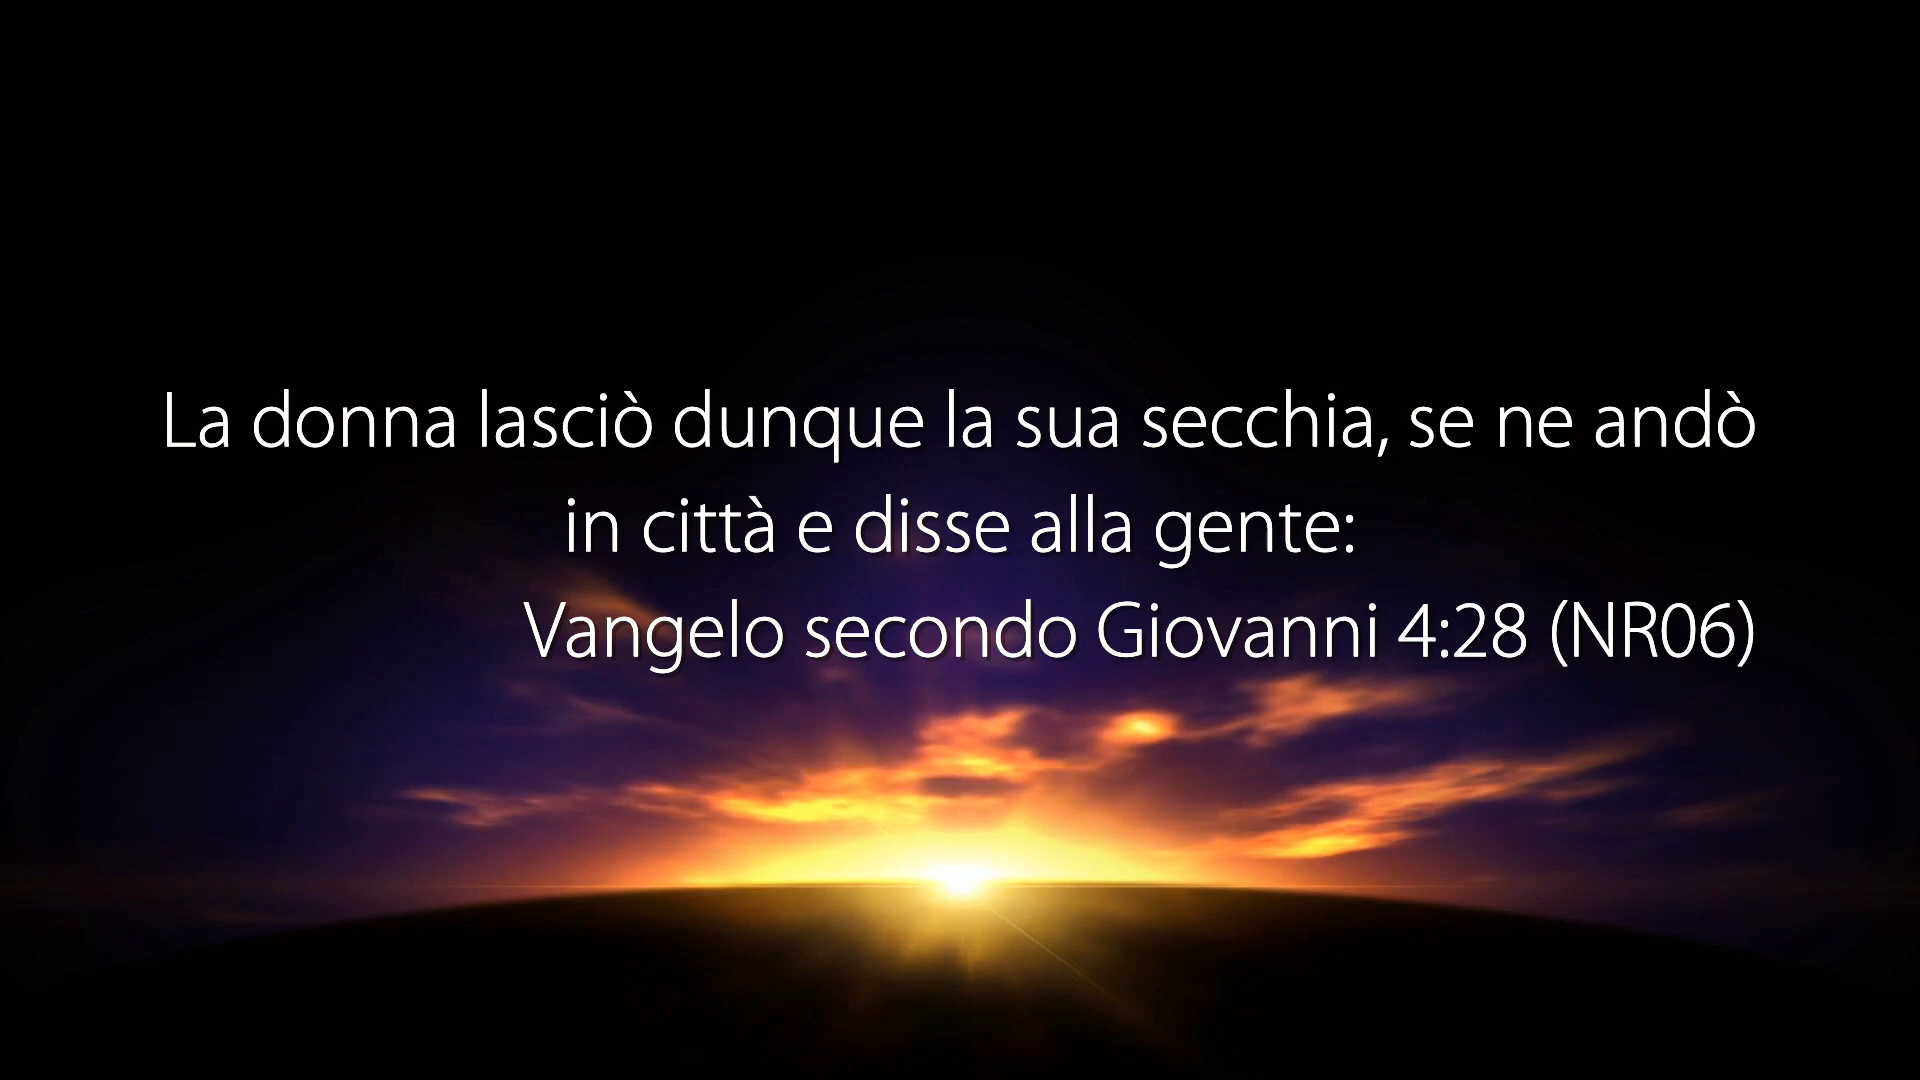 La donna lasciò dunque la sua secchia, se ne andò
in città e disse alla gente:
Vangelo secondo Giovanni 4:28 (NR06)